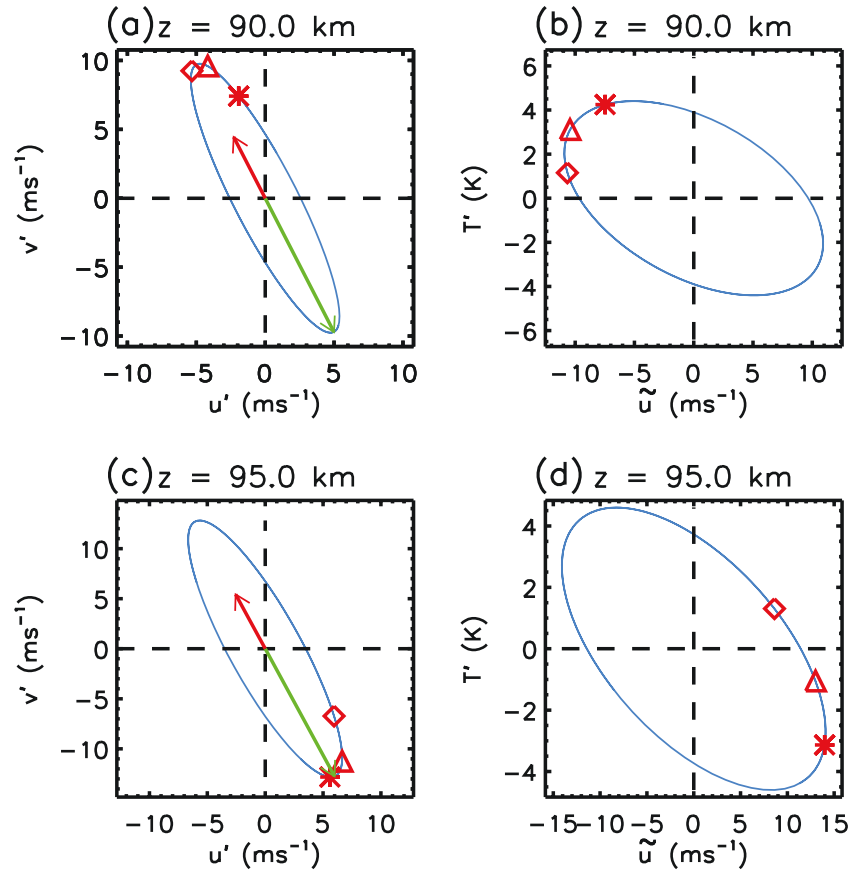 (a) z = 90.0 km
10
5
0
−5
−10
v' (ms⁻¹)
−10 −5 0 5 10
u' (ms⁻¹)
(b) z = 90.0 km
6
4
2
0
−2
−4
−6
T' (K)
−10 −5 0 5 10
ũ (ms⁻¹)
(c) z = 95.0 km
10
5
0
−5
−10
v' (ms⁻¹)
−10 −5 0 5 10
u' (ms⁻¹)
(d) z = 95.0 km
4
2
0
−2
−4
T' (K)
−15−10 −5 0 5 10 15
ũ (ms⁻¹)